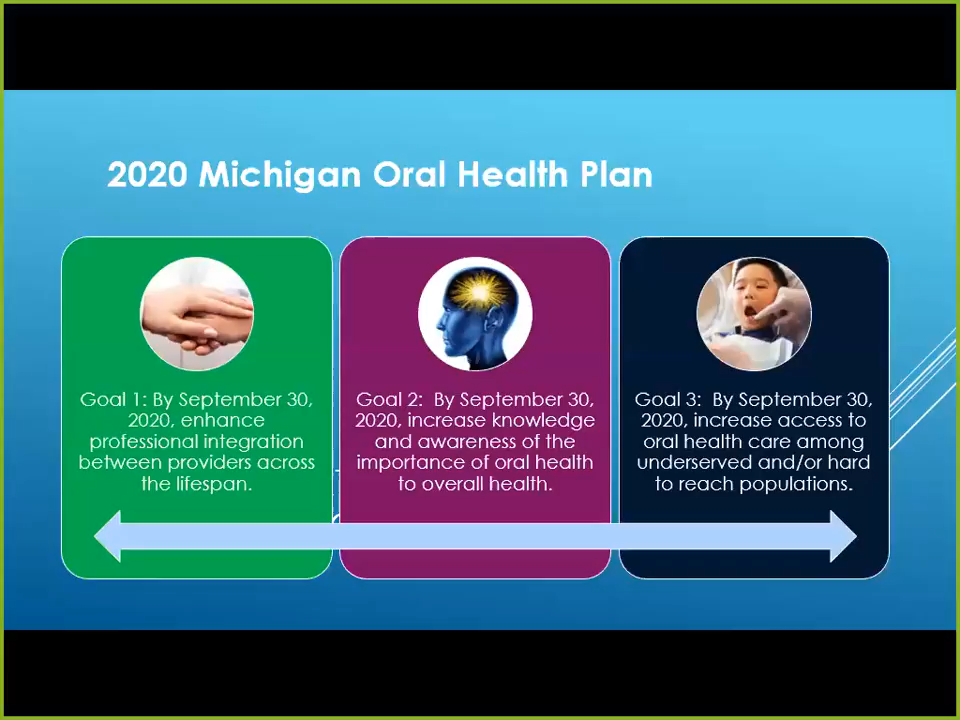 2020 Michigan Oral Health Plan
Goal 1: By September 30,
2020, enhance
professional integration
between providers across
the lifespan.
Goal 2:  By September 30,
2020, increase knowledge
and awareness of the
importance of oral health
to overall health.
Goal 3:  By September 30,
2020, increase access to
oral health care among
underserved and/or hard
to reach populations.